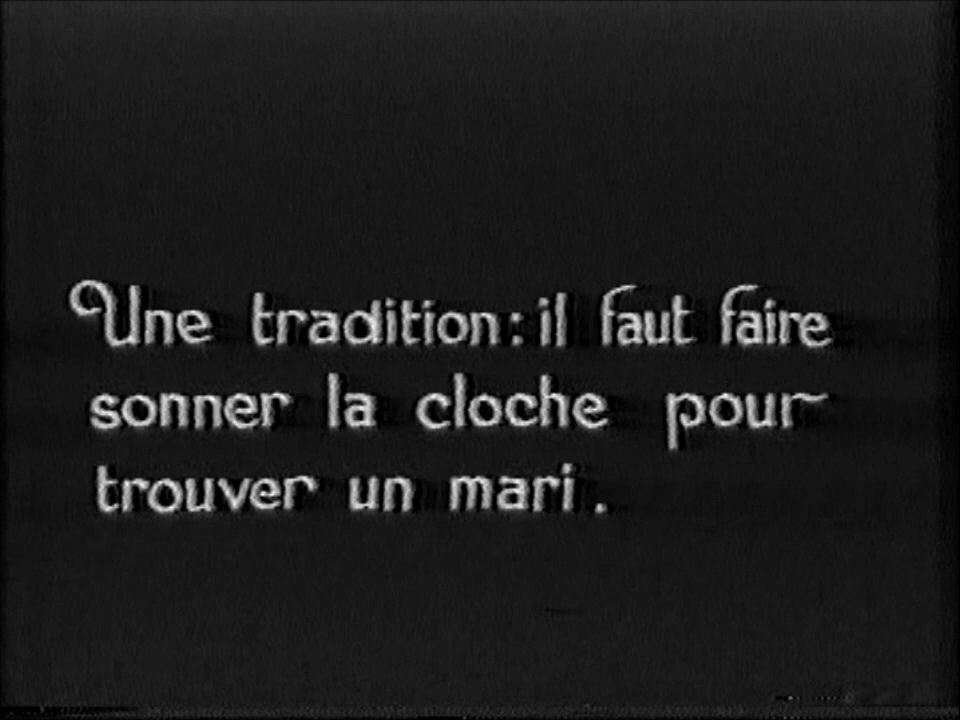 Une tradition: il faut faire
sonner la cloche pour
trouver un mari.